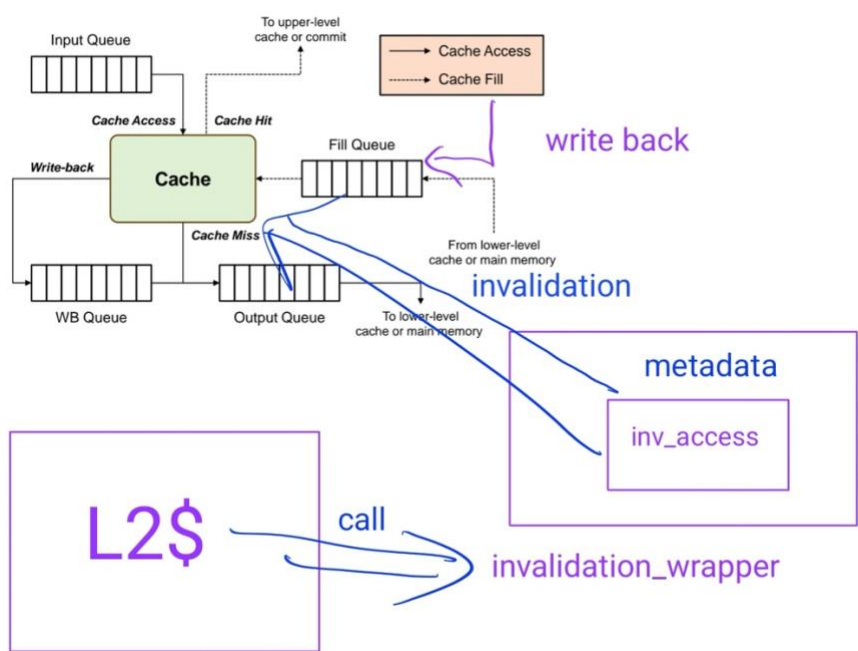 To upper-level
cache or commit
Input Queue
Cache Access
Cache Fill
Cache Access
Cache Hit
Fill Queue
write back
Write-back
Cache
Cache Miss
From lower-level
cache or main memory
invalidation
WB Queue
Output Queue
To lower-level
cache or main memory
metadata
inv_access
L2$
call
invalidation_wrapper